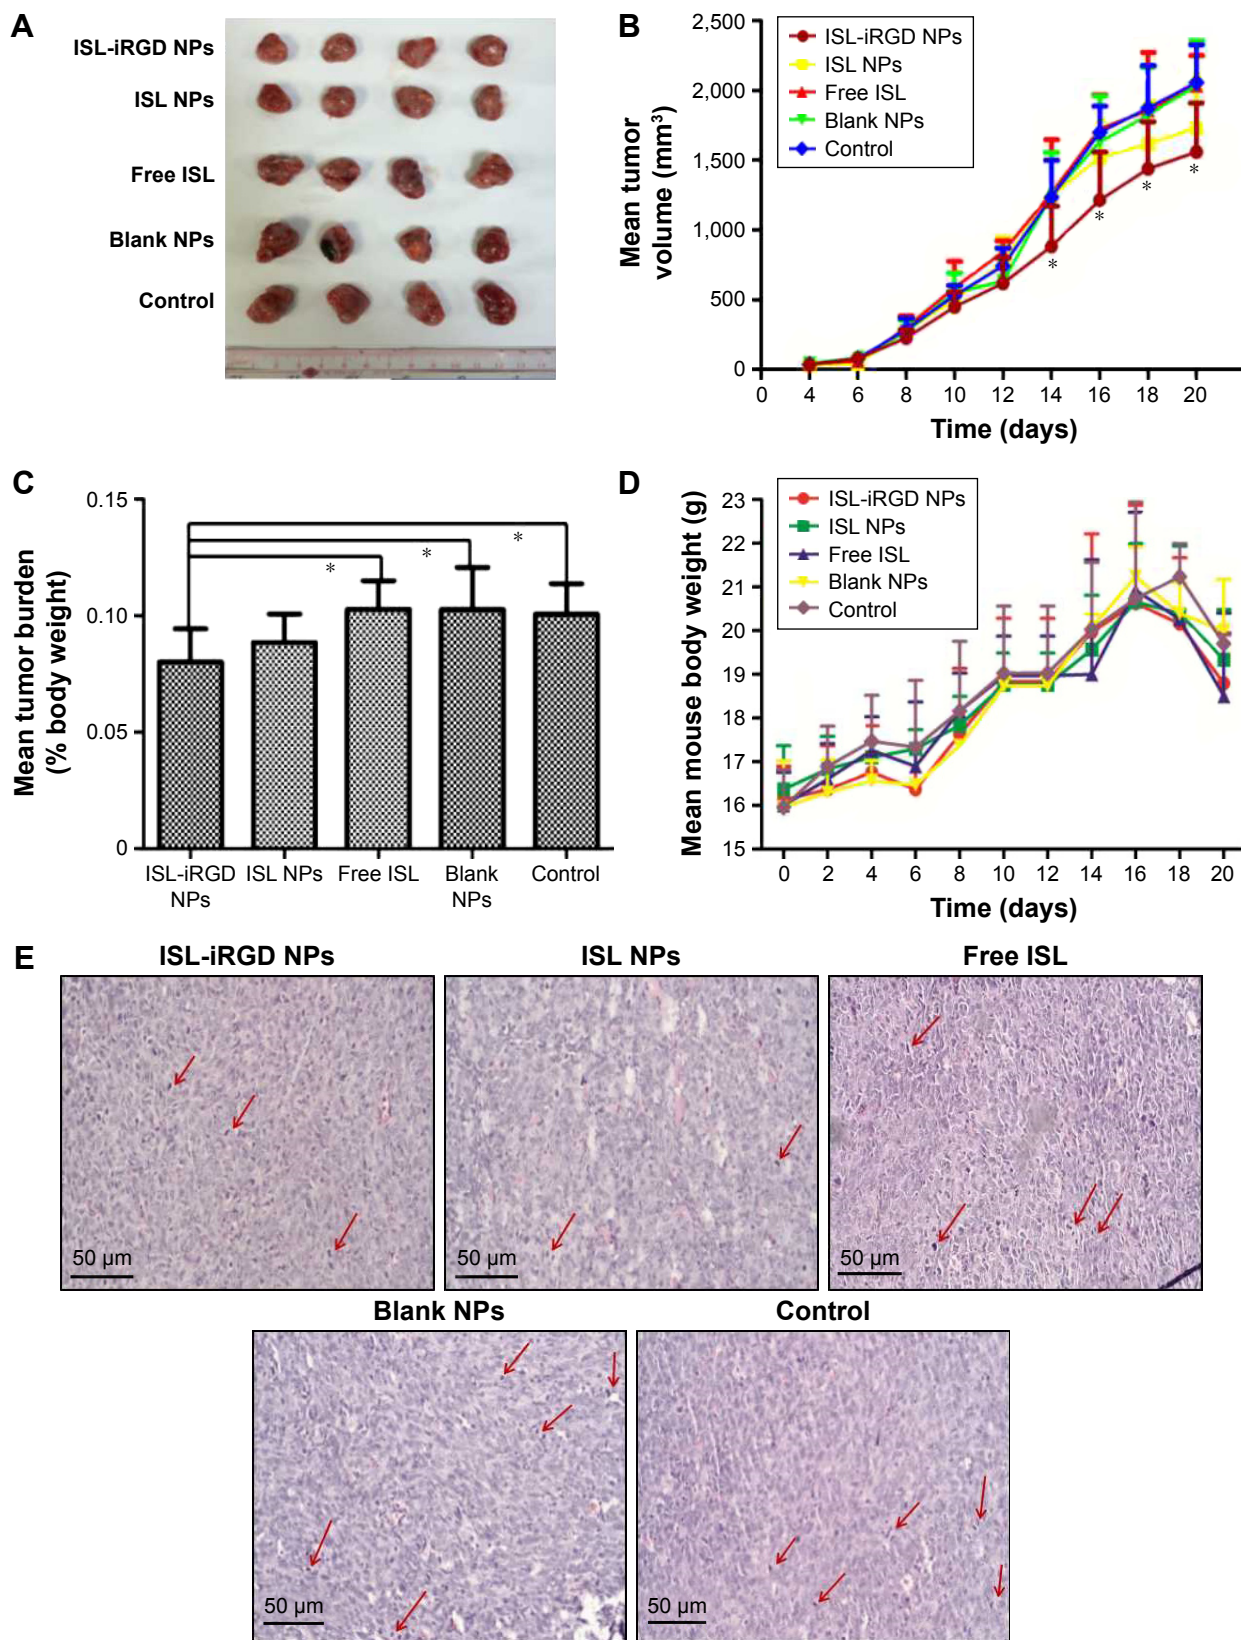 A
ISL-iRGD NPs
ISL NPs
Free ISL
Blank NPs
Control
B
Mean tumor
volume (mm³)
2,500
2,000
1,500
1,000
500
0
ISL-iRGD NPs
ISL NPs
Free ISL
Blank NPs
Control
*
*
*
*
0 4 6 8 10 12 14 16 18 20
Time (days)
C
Mean tumor burden
(% body weight)
0.15
0.10
0.05
0
*
*
*
ISL-iRGD
NPs
ISL NPs
Free ISL
Blank
NPs
Control
D
Mean mouse body weight (g)
23
22
21
20
19
18
17
16
15
ISL-iRGD NPs
ISL NPs
Free ISL
Blank NPs
Control
0 2 4 6 8 10 12 14 16 18 20
Time (days)
E
ISL-iRGD NPs
50 µm
ISL NPs
50 µm
Free ISL
50 µm
Blank NPs
50 µm
Control
50 µm